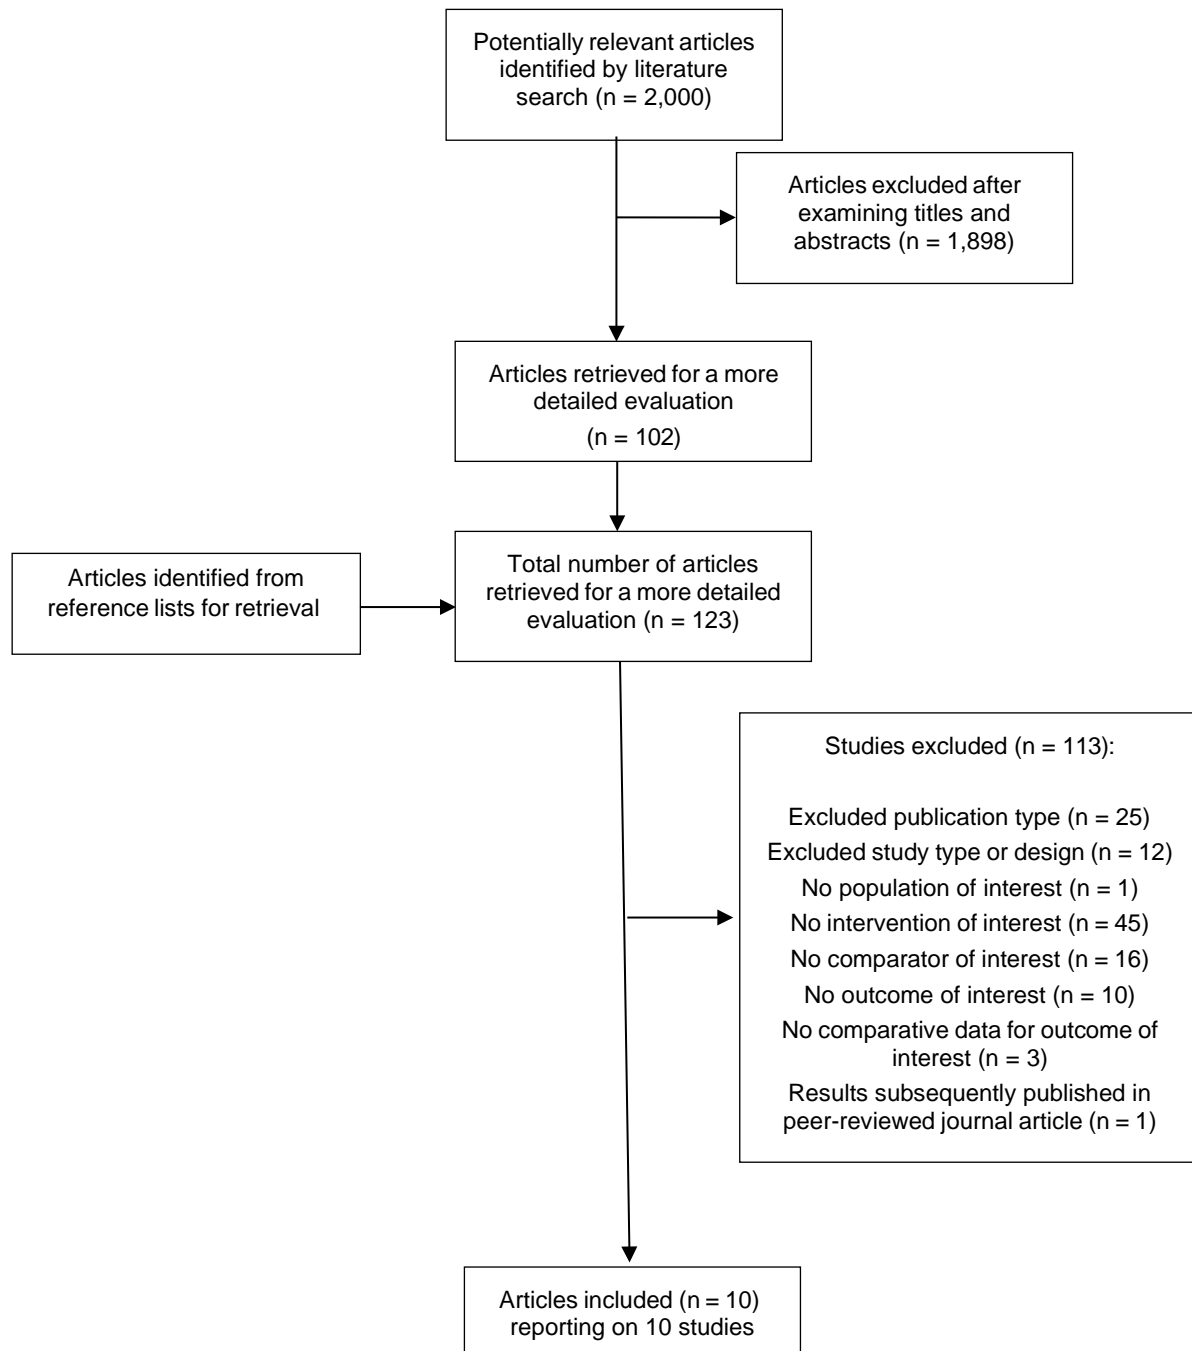 Potentially relevant articles
identified by literature
search (n = 2,000)
Articles excluded after
examining titles and
abstracts (n = 1,898)
Articles retrieved for a more
detailed evaluation
(n = 102)
Articles identified from
reference lists for retrieval
Total number of articles
retrieved for a more detailed
evaluation (n = 123)
Studies excluded (n = 113):
Excluded publication type (n = 25)
Excluded study type or design (n = 12)
No population of interest (n = 1)
No intervention of interest (n = 45)
No comparator of interest (n = 16)
No outcome of interest (n = 10)
No comparative data for outcome of
interest (n = 3)
Results subsequently published in
peer-reviewed journal article (n = 1)
Articles included (n = 10)
reporting on 10 studies